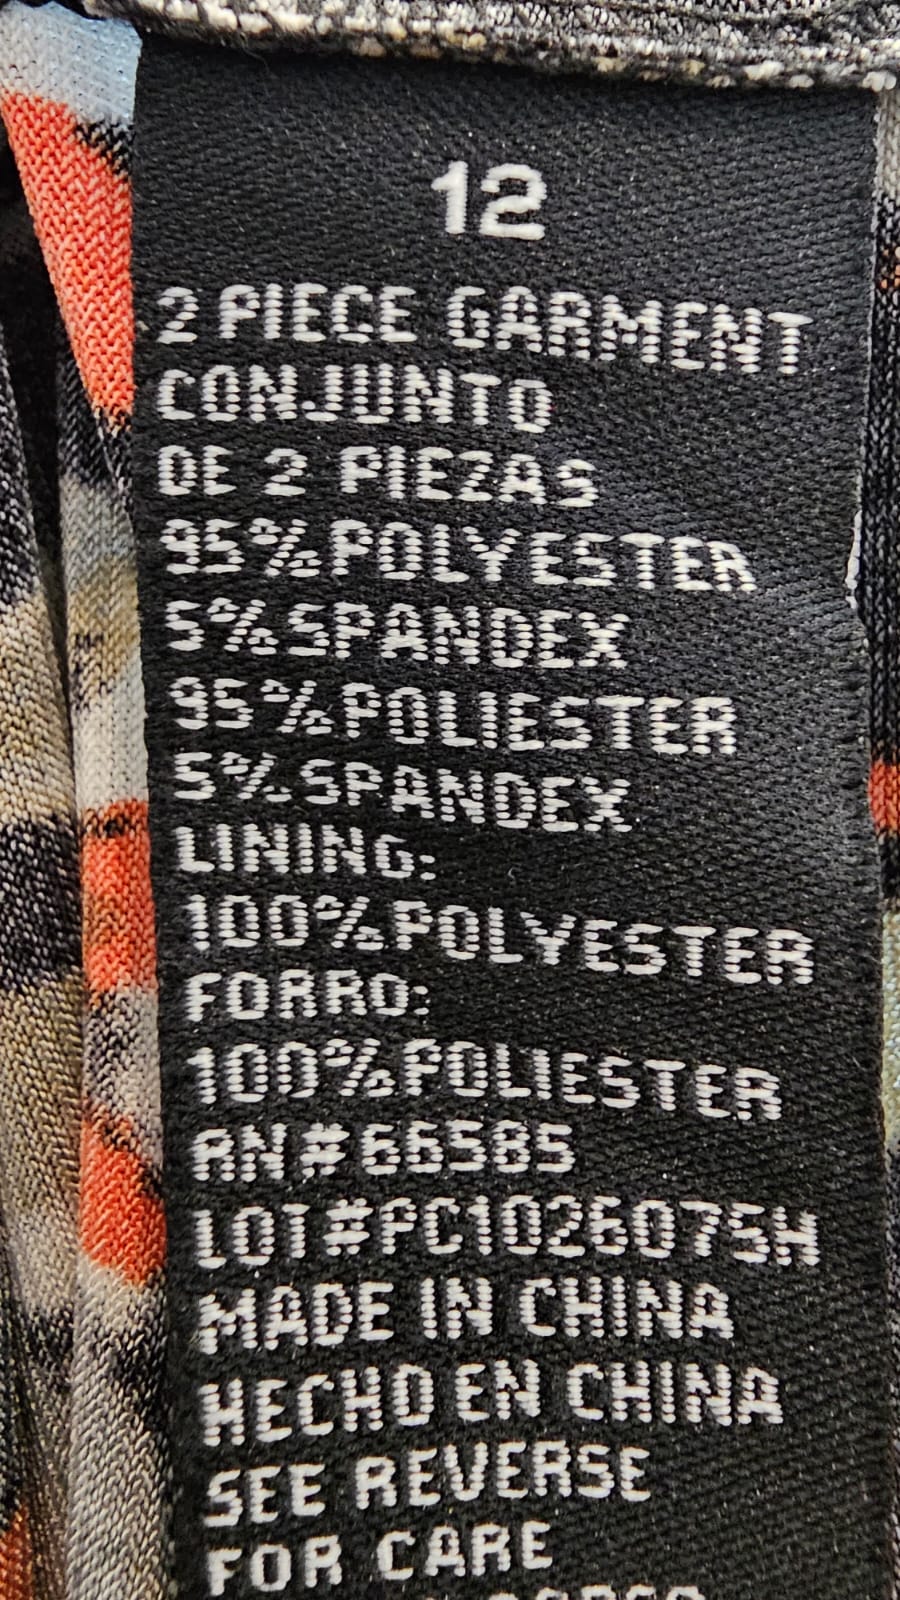 12
2 PIECE GARMENT
CONJUNTO
DE 2 PIEZAS
95% POLYESTER
5% SPANDEX
95% POLIESTER
5% SPANDEX
LINING:
100% POLYESTER
FORRO:
100% POLIESTER
RN# 66585
LOT#PC1026075H
MADE IN CHINA
HECHO EN CHINA
SEE REVERSE
FOR CARE